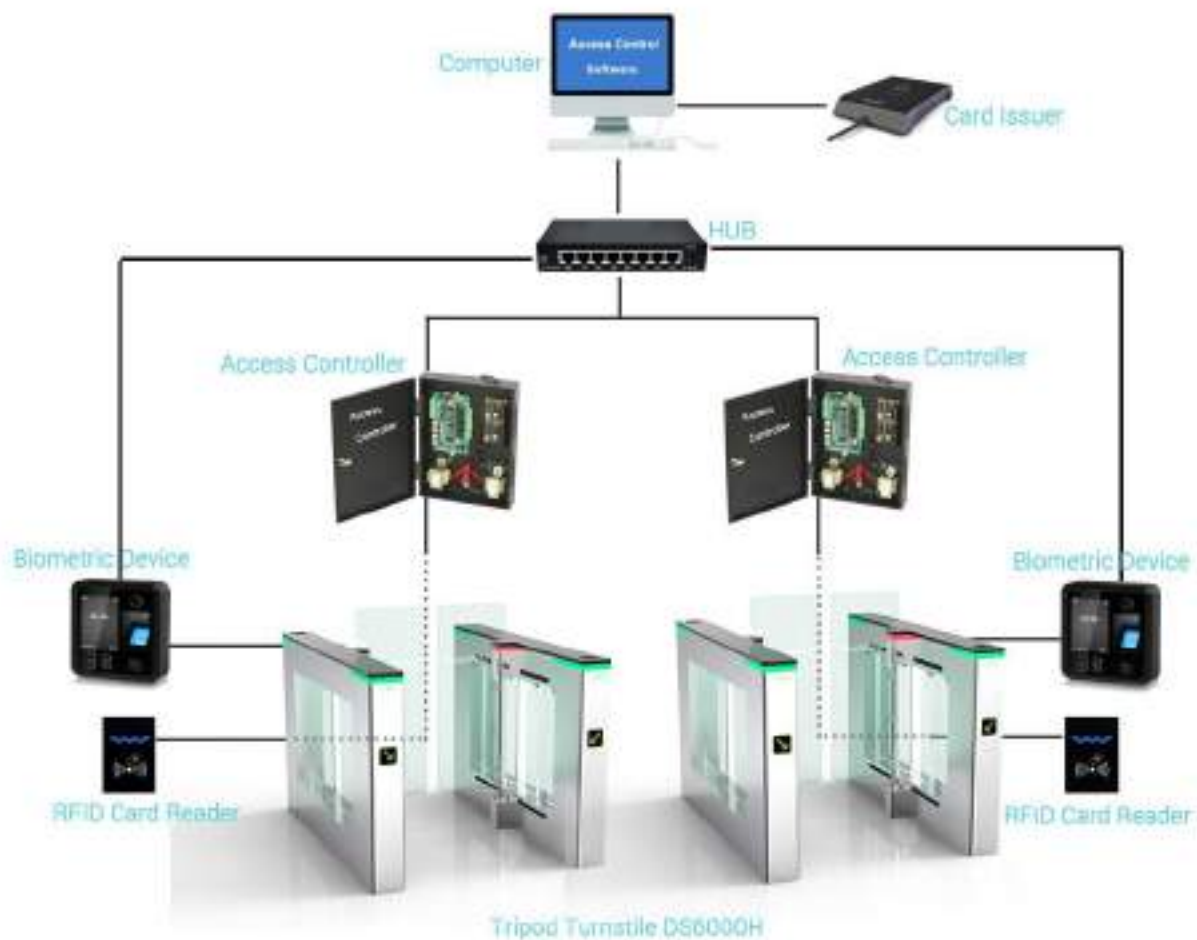 Access Control
Software
Computer
Card Issuer
HUB
Access Controller
Access Controller
Access
Controller
Access
Controller
Biometric Device
Biometric Device
RFID Card Reader
RFID Card Reader
Tripod Turnstile DS6000H